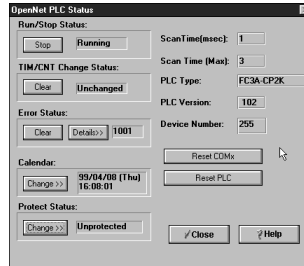 OpenNet PLC Status
Run/Stop Status:
Stop
Running
TIM/CNT Change Status:
Clear
Unchanged
Error Status:
Clear
Details>>
1001
Calendar:
Change >>
99/04/08 (Thu)
16:08:01
Protect Status:
Change >>
Unprotected
ScanTime(msec):
1
Scan Time (Max):
3
PLC Type:
FC3A-CP2K
PLC Version:
102
Device Number:
255
Reset COMx
Reset PLC
Close
? Help